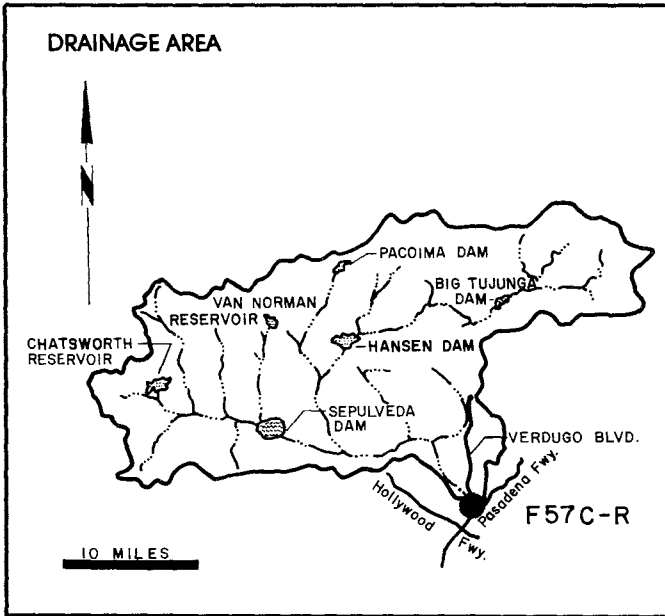 DRAINAGE AREA
N
PACOIMA DAM
BIG TUJUNGA
DAM
VAN NORMAN
RESERVOIR
CHATSWORTH
RESERVOIR
HANSEN DAM
SEPULVEDA
DAM
VERDUGO BLVD.
Pasadena Fwy.
Hollywood
Fwy.
F57C-R
10 MILES